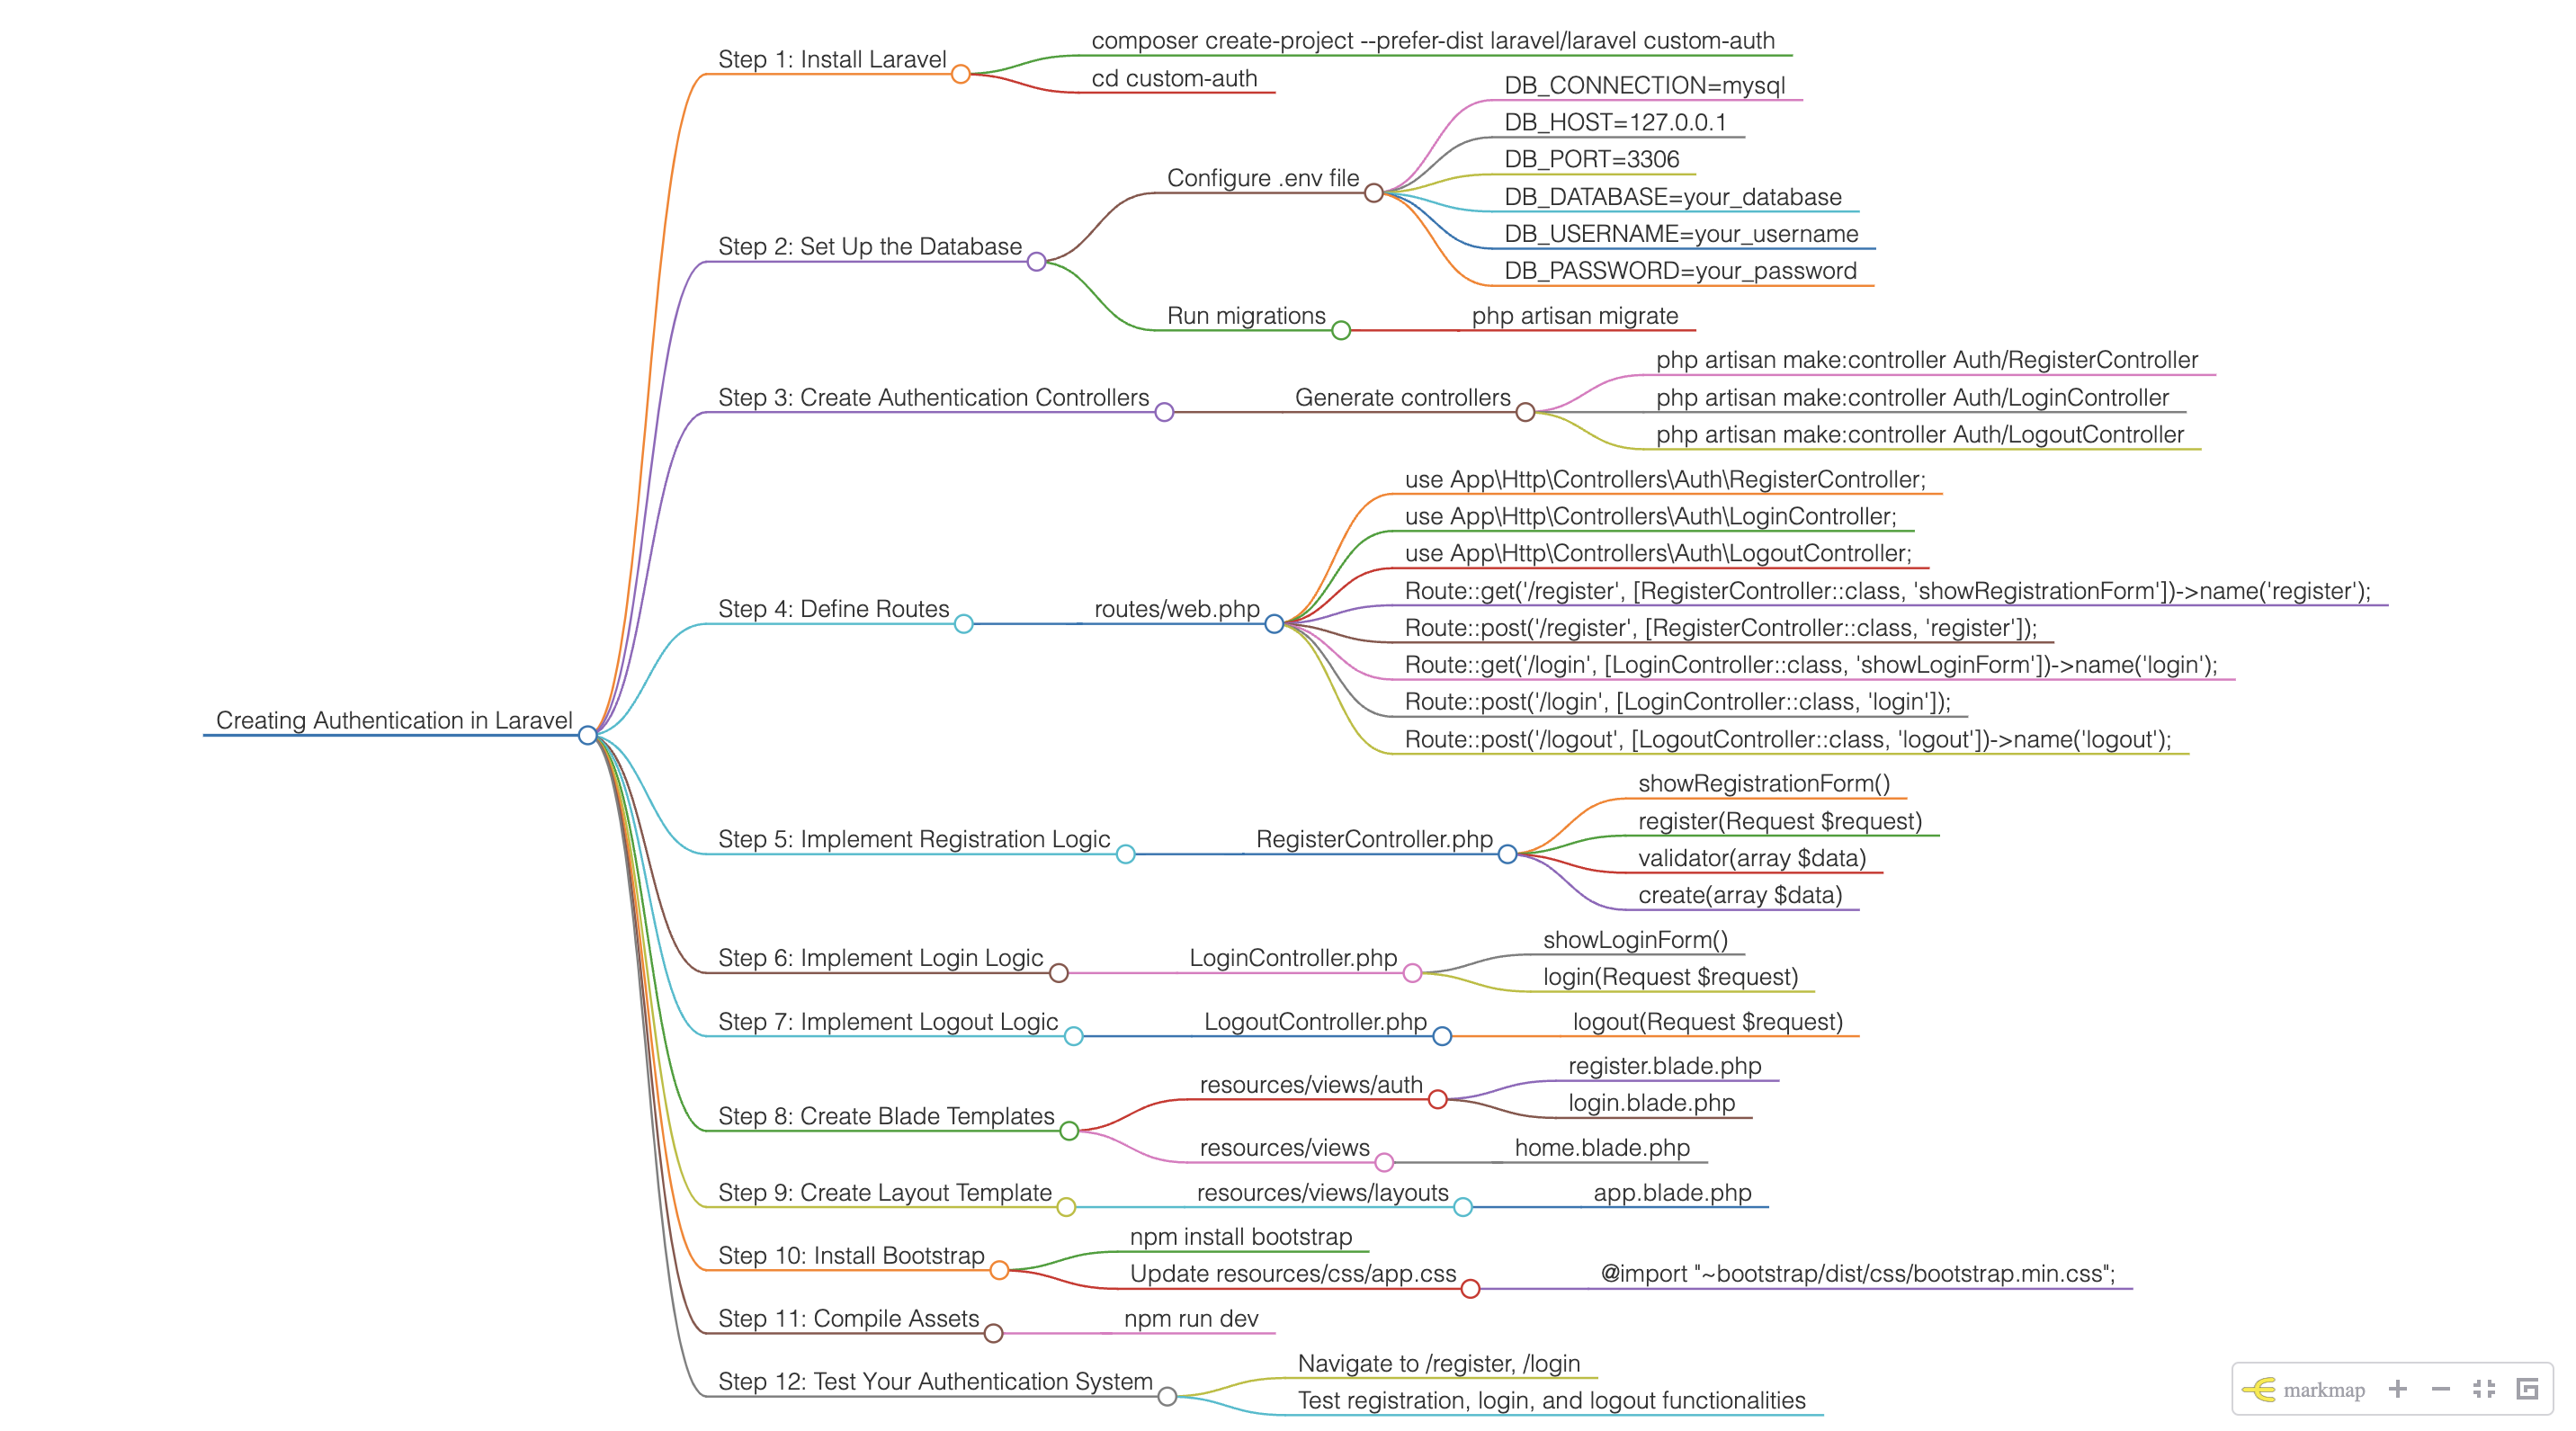 Creating Authentication in Laravel
Step 1: Install Laravel
composer create-project --prefer-dist laravel/laravel custom-auth
cd custom-auth
Step 2: Set Up the Database
Configure .env file
DB_CONNECTION=mysql
DB_HOST=127.0.0.1
DB_PORT=3306
DB_DATABASE=your_database
DB_USERNAME=your_username
DB_PASSWORD=your_password
Run migrations
php artisan migrate
Step 3: Create Authentication Controllers
Generate controllers
php artisan make:controller Auth/RegisterController
php artisan make:controller Auth/LoginController
php artisan make:controller Auth/LogoutController
Step 4: Define Routes
routes/web.php
use App\Http\Controllers\Auth\RegisterController;
use App\Http\Controllers\Auth\LoginController;
use App\Http\Controllers\Auth\LogoutController;
Route::get('/register', [RegisterController::class, 'showRegistrationForm'])->name('register');
Route::post('/register', [RegisterController::class, 'register']);
Route::get('/login', [LoginController::class, 'showLoginForm'])->name('login');
Route::post('/login', [LoginController::class, 'login']);
Route::post('/logout', [LogoutController::class, 'logout'])->name('logout');
Step 5: Implement Registration Logic
RegisterController.php
showRegistrationForm()
register(Request $request)
validator(array $data)
create(array $data)
Step 6: Implement Login Logic
LoginController.php
showLoginForm()
login(Request $request)
Step 7: Implement Logout Logic
LogoutController.php
logout(Request $request)
Step 8: Create Blade Templates
resources/views/auth
register.blade.php
login.blade.php
resources/views
home.blade.php
Step 9: Create Layout Template
resources/views/layouts
app.blade.php
Step 10: Install Bootstrap
npm install bootstrap
Update resources/css/app.css
@import "~bootstrap/dist/css/bootstrap.min.css";
Step 11: Compile Assets
npm run dev
Step 12: Test Your Authentication System
Navigate to /register, /login
Test registration, login, and logout functionalities
markmap